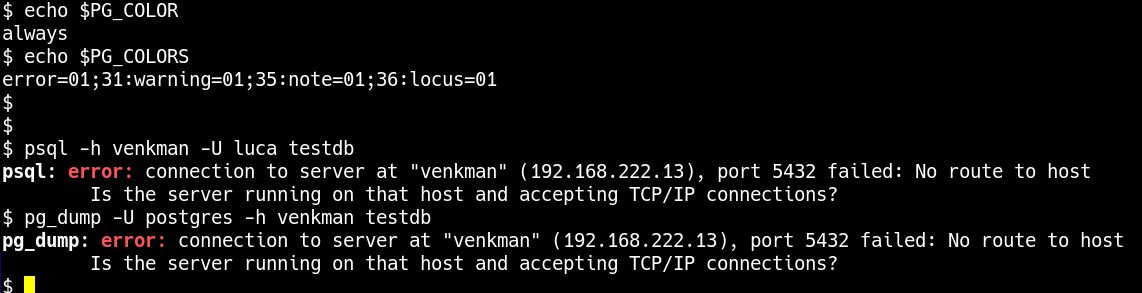 $ echo $PG_COLOR
always
$ echo $PG_COLORS
error=01;31:warning=01;35:note=01;36:locus=01
$
$
$ psql -h venkman -U luca testdb
psql: error: connection to server at "venkman" (192.168.222.13), port 5432 failed: No route to host
        Is the server running on that host and accepting TCP/IP connections?
$ pg_dump -U postgres -h venkman testdb
pg_dump: error: connection to server at "venkman" (192.168.222.13), port 5432 failed: No route to host
        Is the server running on that host and accepting TCP/IP connections?
$